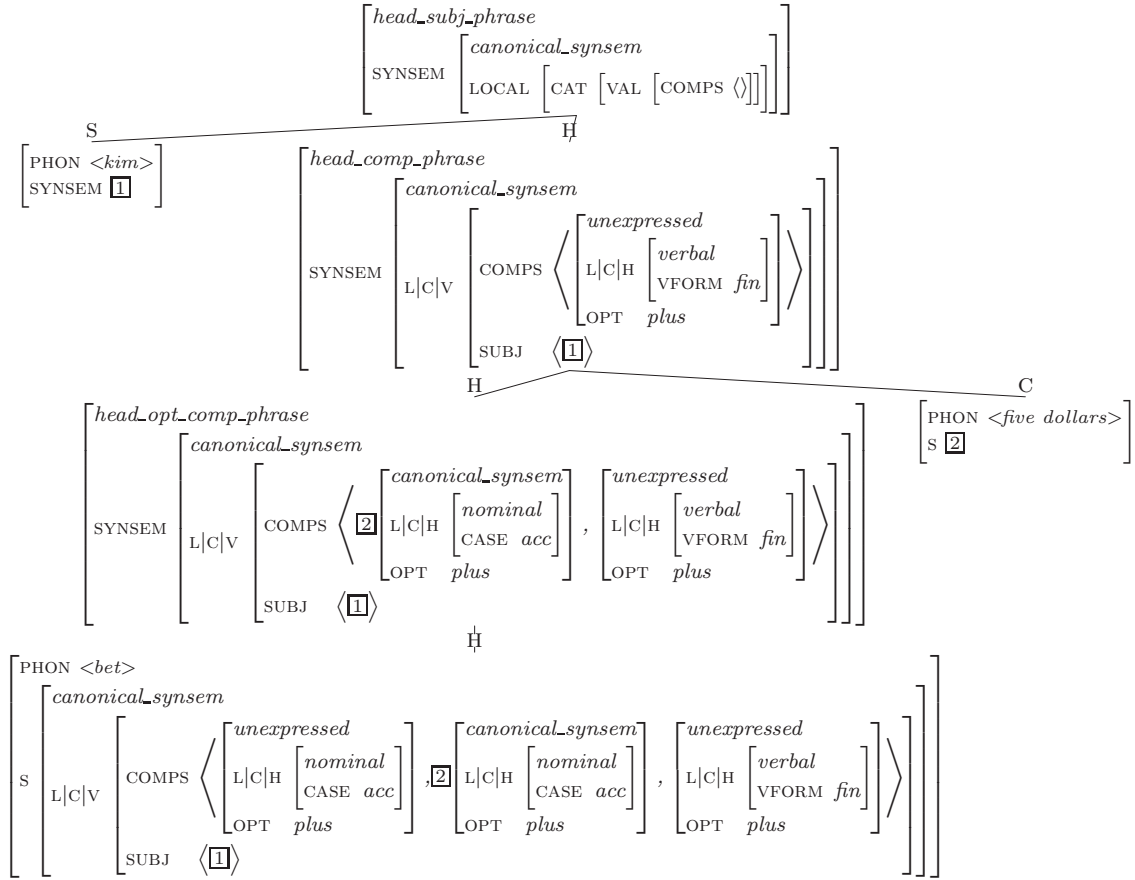 head_subj_phrase
canonical_synsem
SYNSEM
LOCAL [CAT [VAL [COMPS ⟨⟩]]]
S H
PHON <kim>
SYNSEM 1
head_comp_phrase
canonical_synsem
unexpressed
verbal
L|C|H
VFORM fin
COMPS
SYNSEM
L|C|V
OPT plus
SUBJ ⟨1⟩
H C
PHON <five dollars>
S 2
head_opt_comp_phrase
canonical_synsem
canonical_synsem unexpressed
nominal verbal
COMPS ⟨ 2 L|C|H , L|C|H ⟩
CASE acc VFORM fin
SYNSEM
L|C|V
OPT plus OPT plus
SUBJ ⟨1⟩
H
PHON <bet>
canonical_synsem
unexpressed canonical_synsem unexpressed
nominal nominal verbal
COMPS ⟨ L|C|H , 2 L|C|H , L|C|H ⟩
CASE acc CASE acc VFORM fin
S
L|C|V
OPT plus OPT plus OPT plus
SUBJ ⟨1⟩